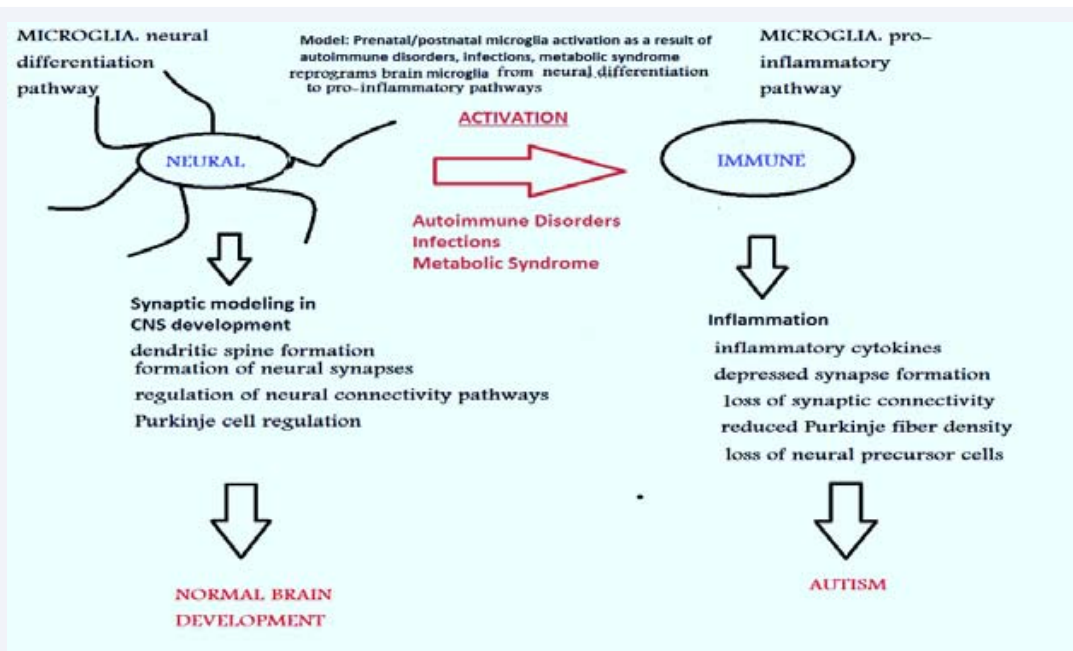 MICROGLIA. neural
differentiation
pathway
Model: Prenatal/postnatal microglia activation as a result of
autoimmune disorders, infections, metabolic syndrome
reprograms brain microglia from neural differentiation
to pro-inflammatory pathways
MICROGLIA. pro-
inflammatory
pathway
ACTIVATION
NEURAL
IMMUNE
Autoimmune Disorders
Infections
Metabolic Syndrome
Synaptic modeling in
CNS development
dendritic spine formation
formation of neural synapses
regulation of neural connectivity pathways
Purkinje cell regulation
Inflammation
inflammatory cytokines
depressed synapse formation
loss of synaptic connectivity
reduced Purkinje fiber density
loss of neural precursor cells
NORMAL BRAIN
DEVELOPMENT
AUTISM